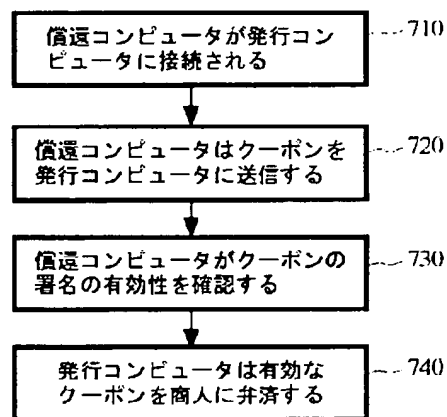 償還コンピュータが発行コン
ピュータに接続される
710
償還コンピュータはクーポンを
発行コンピュータに送信する
720
償還コンピュータがクーポンの
署名の有効性を確認する
730
発行コンピュータは有効な
クーポンを商人に弁済する
740